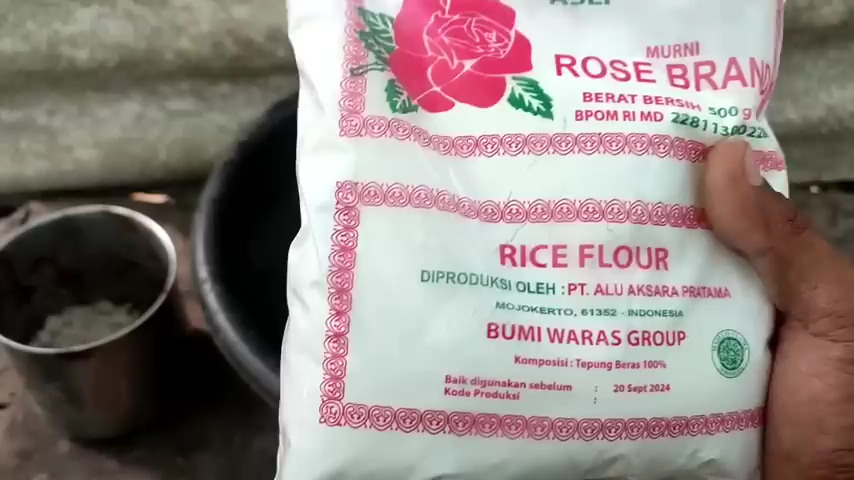 MURNI
ROSE BRAND
BERAT BERSIH 500 g
BPOM RI MD
RICE FLOUR
DIPRODUKSI OLEH : PT. ALU AKSARA PRATAMA
MOJOKERTO, 61352 - INDONESIA
BUMI WARAS GROUP
Komposisi : Tepung Beras 100%
Baik digunakan sebelum : 20 Sept 2024
Kode Produksi :